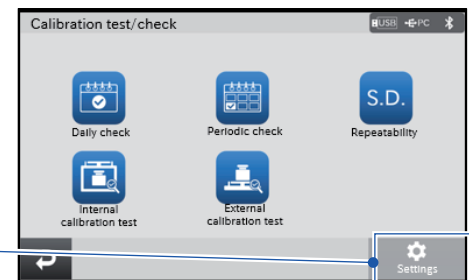 Calibration test/check
USB PC
Daily check
Periodic check
S.D.
Repeatability
Internal
calibration test
External
calibration test
Settings